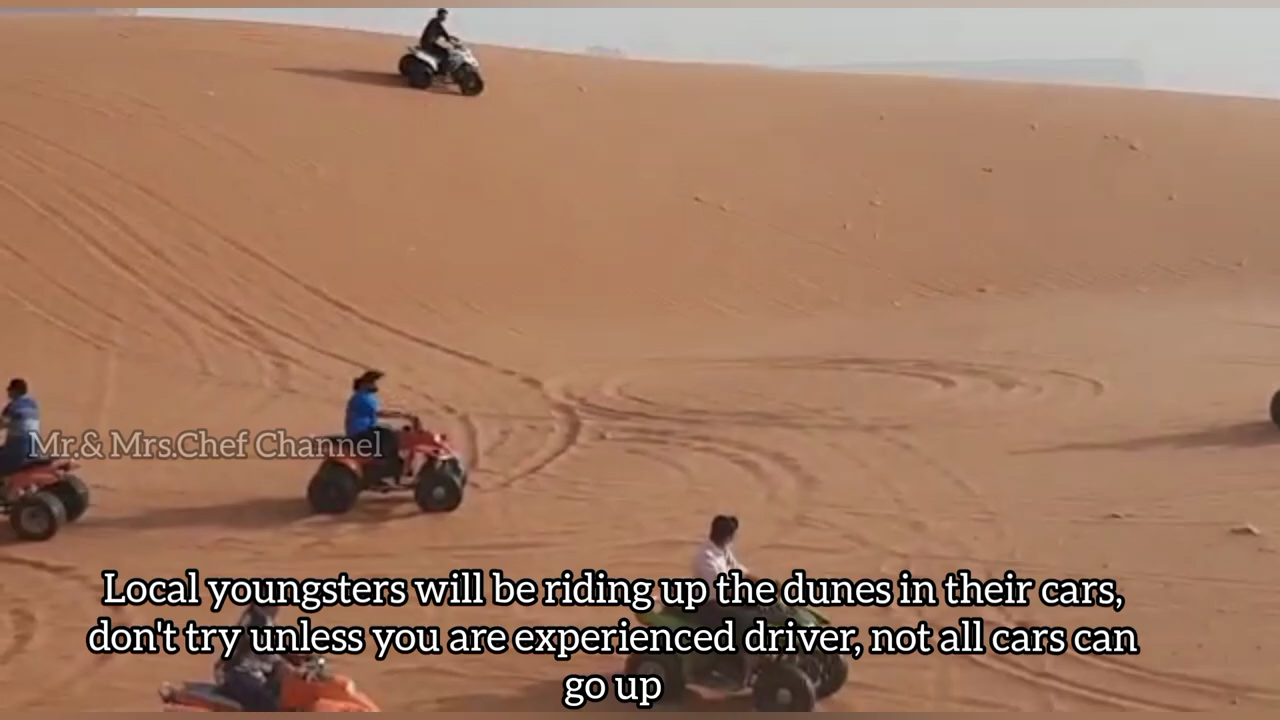 Mr.& Mrs.Chef Channel
Local youngsters will be riding up the dunes in their cars,
don't try unless you are experienced driver, not all cars can
go up